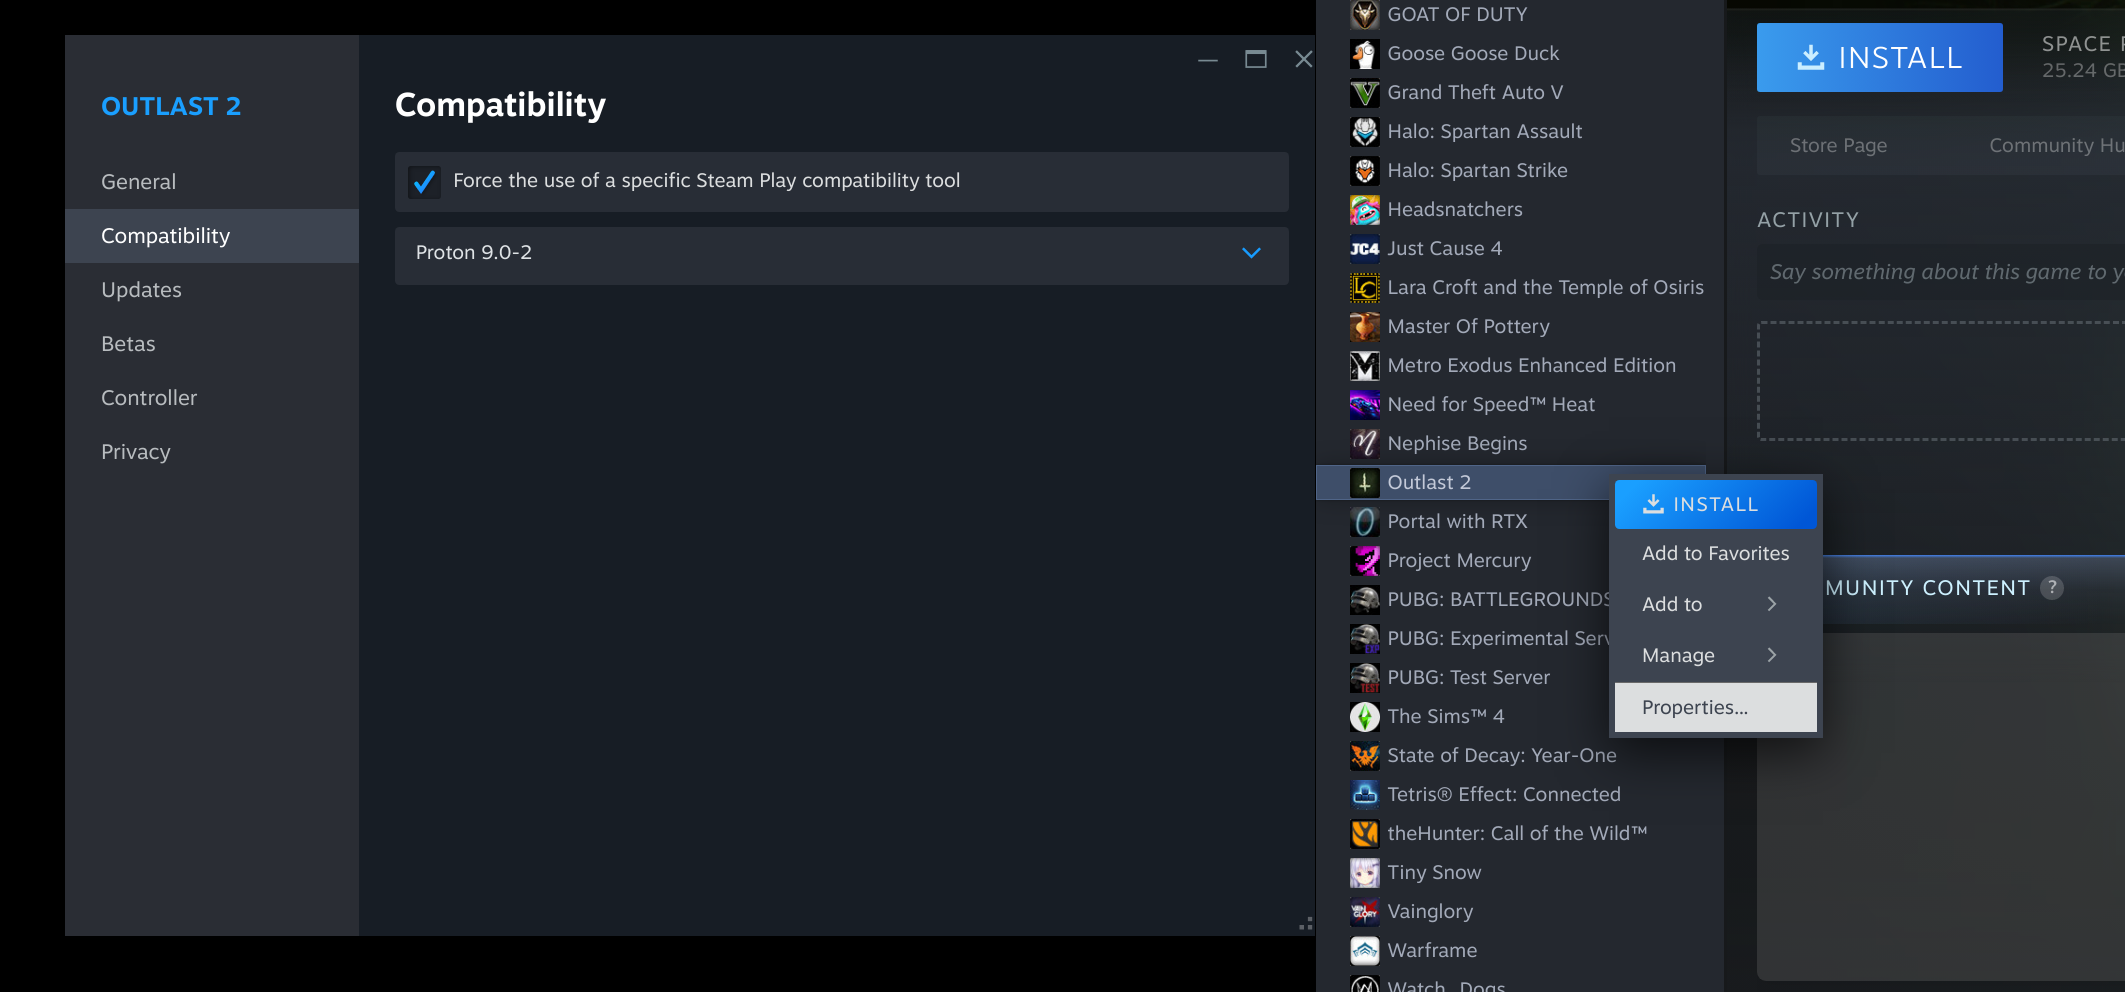 OUTLAST 2
General
Compatibility
Updates
Betas
Controller
Privacy
Compatibility
Force the use of a specific Steam Play compatibility tool
Proton 9.0-2
GOAT OF DUTY
Goose Goose Duck
Grand Theft Auto V
Halo: Spartan Assault
Halo: Spartan Strike
Headsnatchers
JC4 Just Cause 4
LC Lara Croft and the Temple of Osiris
Master Of Pottery
Metro Exodus Enhanced Edition
Need for Speed™ Heat
Nephise Begins
Outlast 2
Portal with RTX
Project Mercury
PUBG: BATTLEGROUNDS
EXP PUBG: Experimental Serv
TEST PUBG: Test Server
The Sims™ 4
State of Decay: Year-One
Tetris® Effect: Connected
theHunter: Call of the Wild™
Tiny Snow
VAIN GLORY Vainglory
Warframe
Watch_Dogs
INSTALL
Add to Favorites
Add to
Manage
Properties...
INSTALL
SPACE
25.24 GB
Store Page
Community Hu
ACTIVITY
Say something about this game to y
MUNITY CONTENT ?